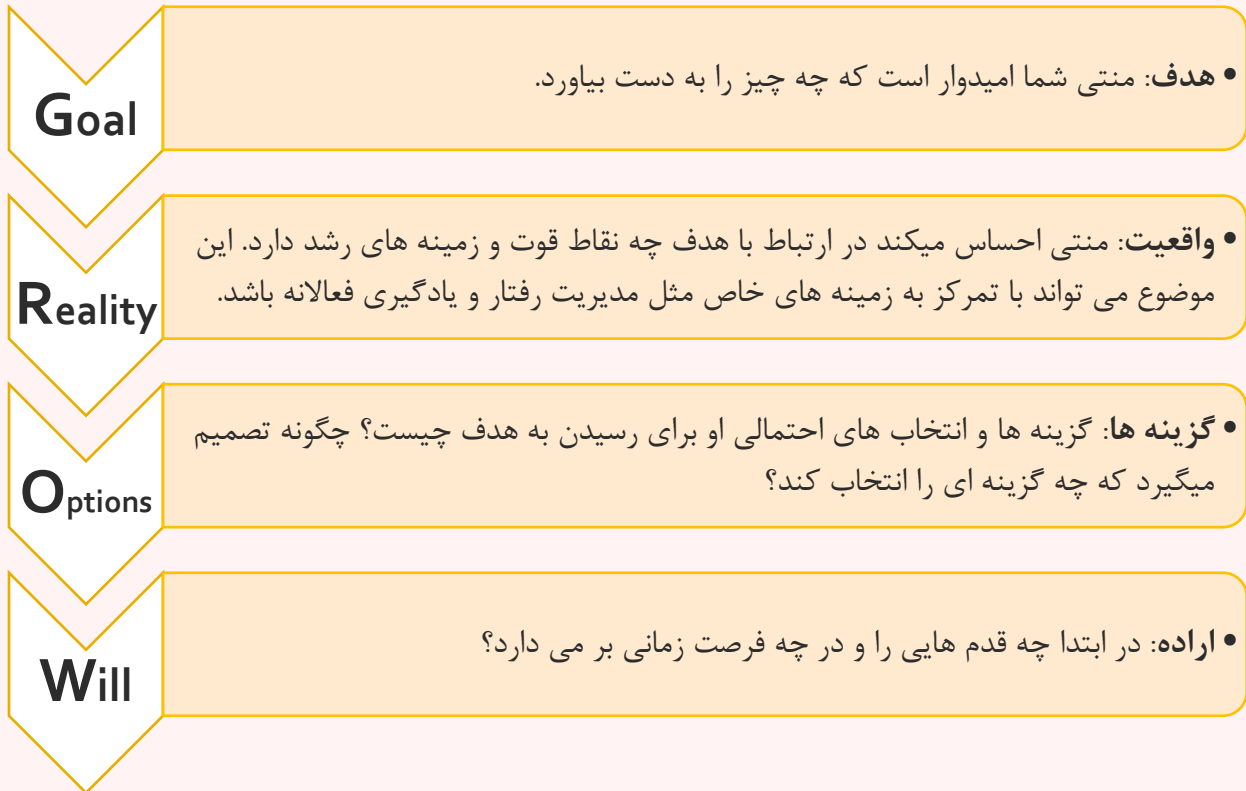 Goal
• هدف: منتی شما امیدوار است که چه چیز را به دست بیاورد.
Reality
• واقعیت: منتی احساس میکند در ارتباط با هدف چه نقاط قوت و زمینه های رشد دارد. این
موضوع می تواند با تمرکز به زمینه های خاص مثل مدیریت رفتار و یادگیری فعالانه باشد.
Options
• گزینه ها: گزینه ها و انتخاب های احتمالی او برای رسیدن به هدف چیست؟ چگونه تصمیم
میگیرد که چه گزینه ای را انتخاب کند؟
Will
• اراده: در ابتدا چه قدم هایی را و در چه فرصت زمانی بر می دارد؟